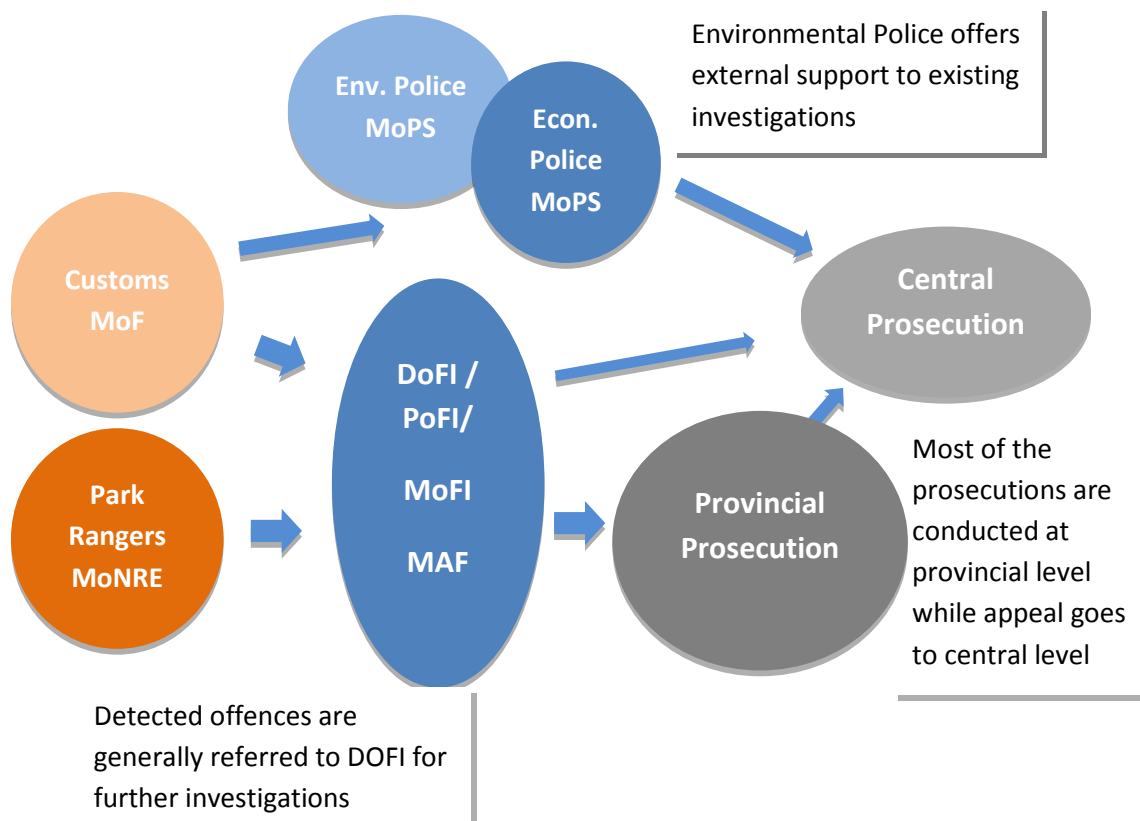 Environmental Police offers
external support to existing
investigations
Env. Police
MoPS
Econ.
Police
MoPS
Customs
MoF
Central
Prosecution
DoFI /
PoFI/
MoFI
MAF
Park
Rangers
MoNRE
Provincial
Prosecution
Most of the
prosecutions are
conducted at
provincial level
while appeal goes
to central level
Detected offences are
generally referred to DOFI for
further investigations